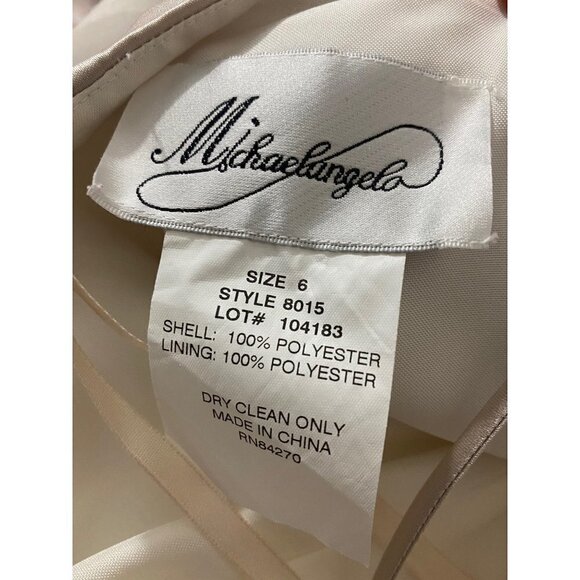 Michaelangelo
SIZE 6
STYLE 8015
LOT# 104183
SHELL: 100% POLYESTER
LINING: 100% POLYESTER
DRY CLEAN ONLY
MADE IN CHINA
RN84270